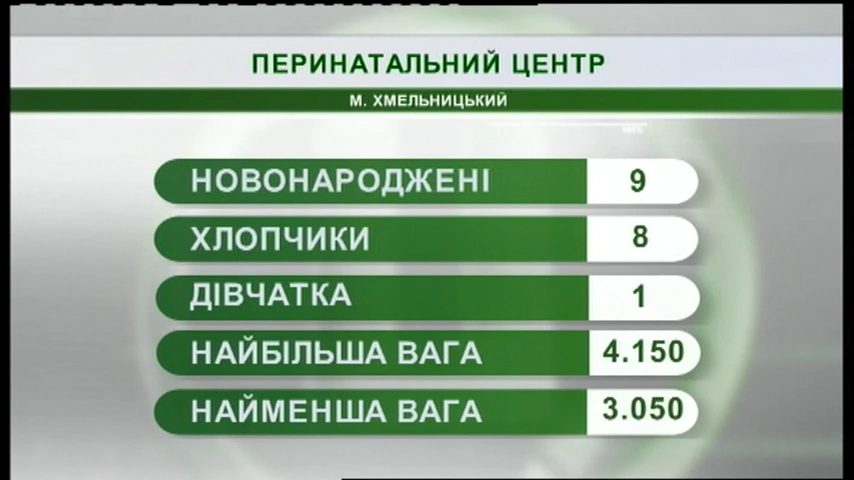 ПЕРИНАТАЛЬНИЙ ЦЕНТР
М. ХМЕЛЬНИЦЬКИЙ
НОВОНАРОДЖЕНІ 9
ХЛОПЧИКИ 8
ДІВЧАТКА 1
НАЙБІЛЬША ВАГА 4.150
НАЙМЕНША ВАГА 3.050